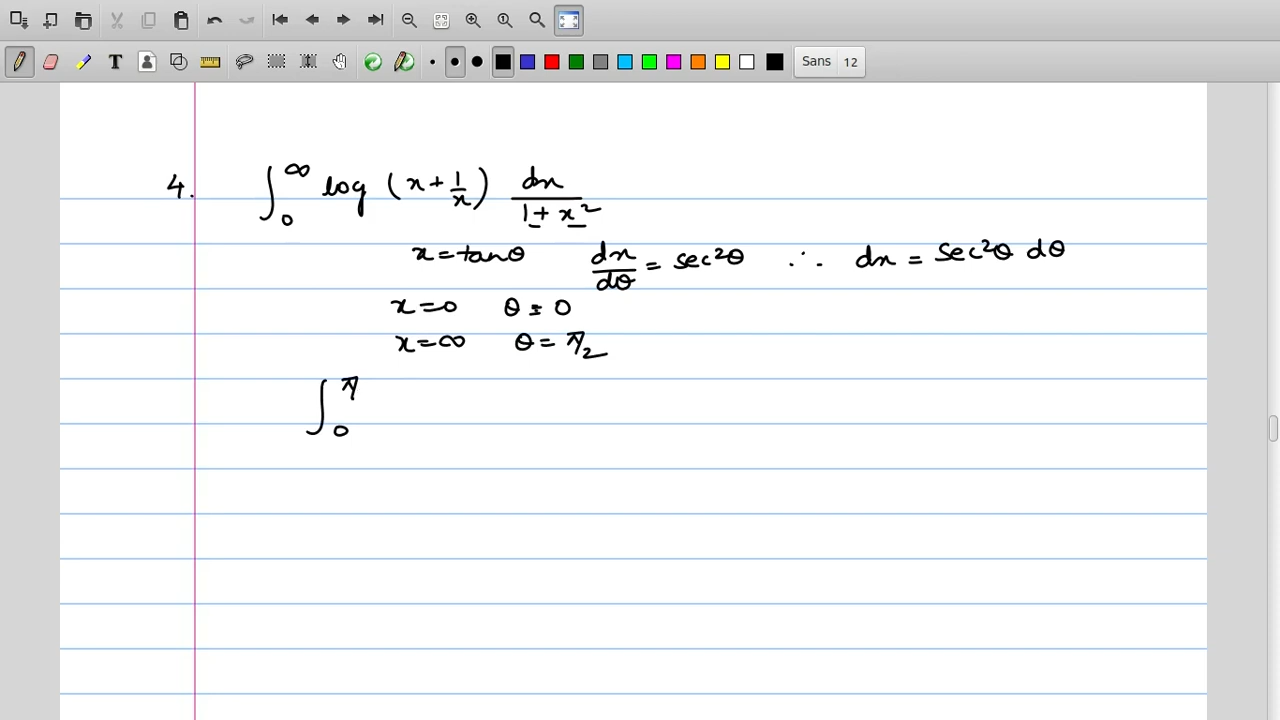 Sans 12
4. ∫₀^∞ log (x + 1/x) dx/(1 + x²)
x = tanθ dx/dθ = sec²θ ∴ dx = sec²θ dθ
x = 0 θ = 0
x = ∞ θ = π/2
∫₀^π